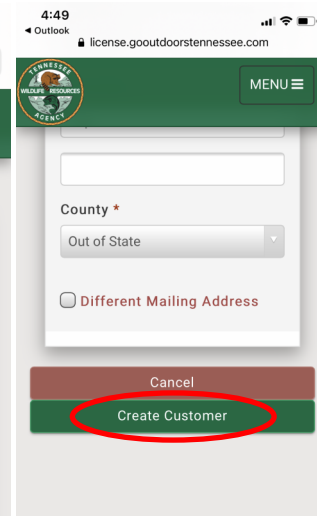 4:49
◄ Outlook
license.gooutdoorstennessee.com
TENNESSEE
WILDLIFE RESOURCES
AGENCY
MENU
County *
Out of State
Different Mailing Address
Cancel
Create Customer